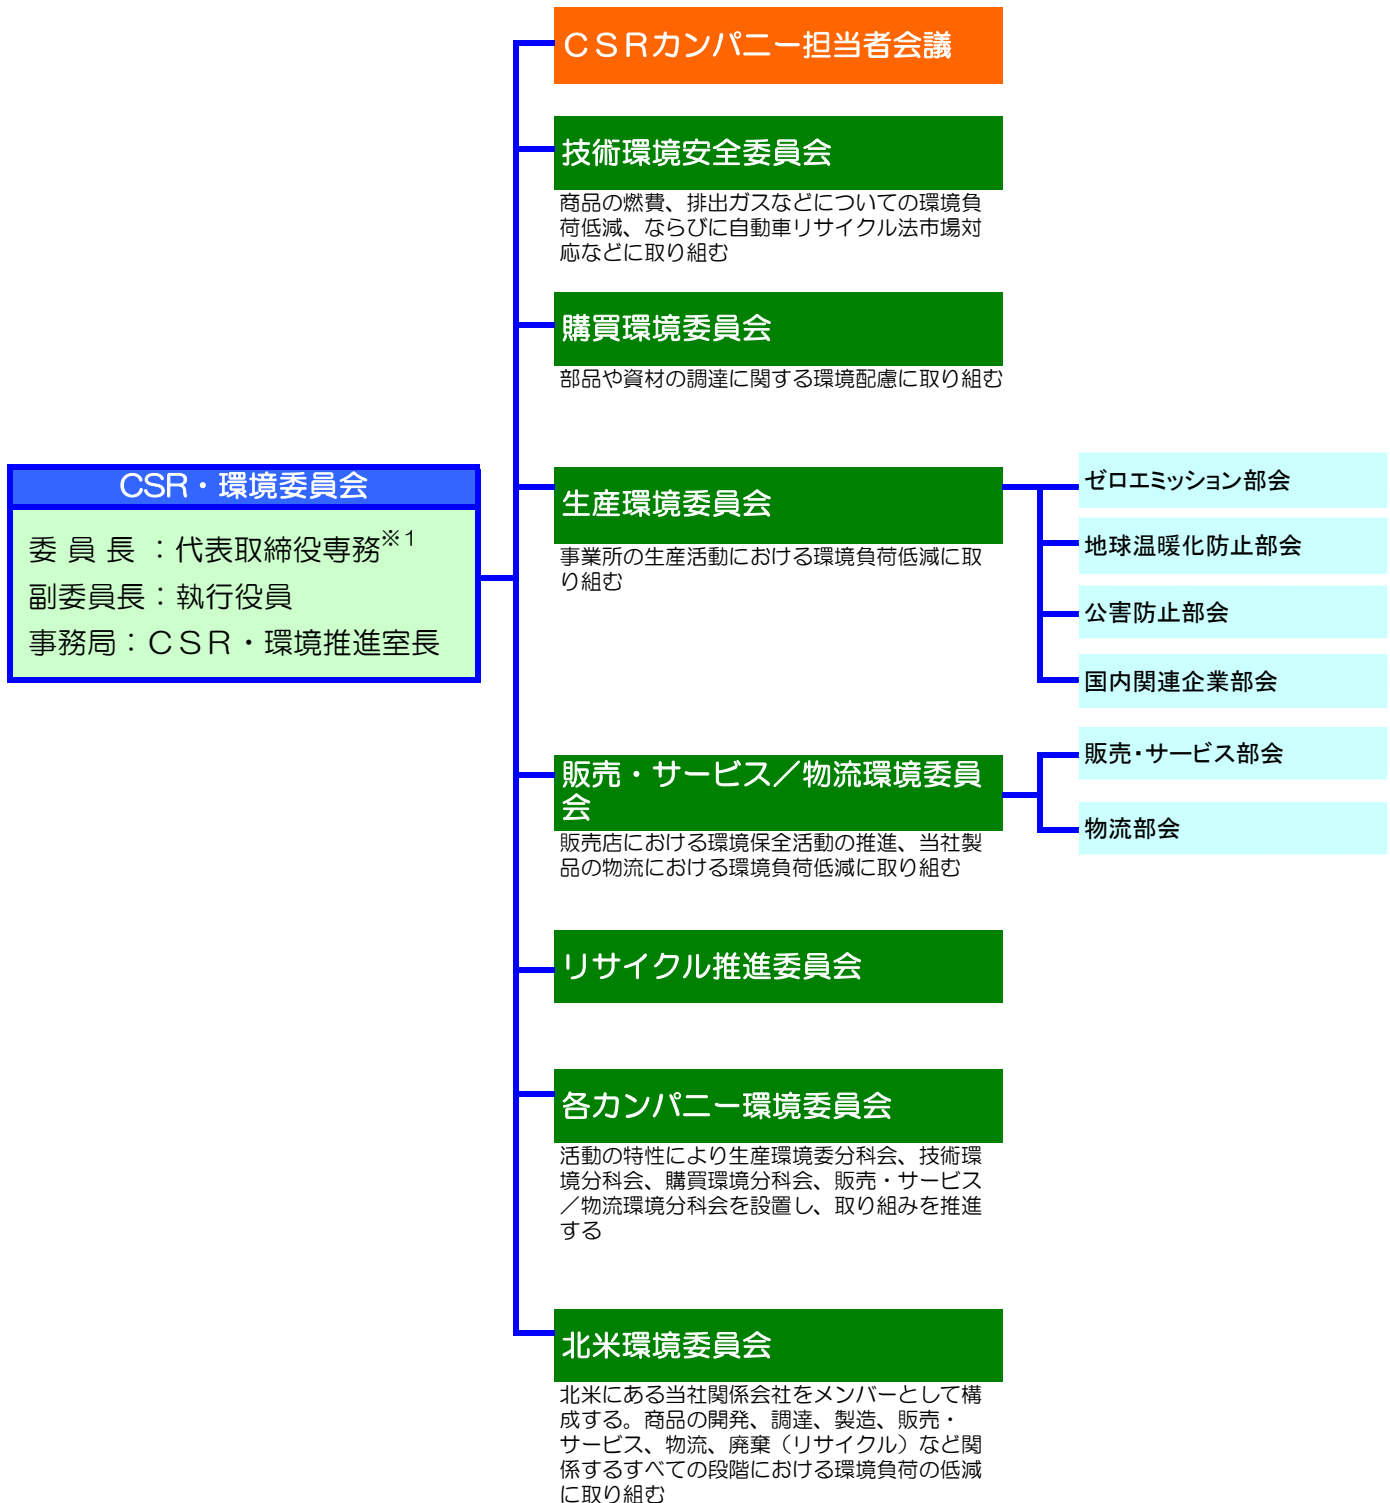 ＣＳＲカンパニー担当者会議
技術環境安全委員会
商品の燃費、排出ガスなどについての環境負
荷低減、ならびに自動車リサイクル法市場対
応などに取り組む
購買環境委員会
部品や資材の調達に関する環境配慮に取り組む
CSR・環境委員会
委 員 長 ：代表取締役専務※1
副委員長：執行役員
事務局：ＣＳＲ・環境推進室長
生産環境委員会
事業所の生産活動における環境負荷低減に取
り組む
ゼロエミッション部会
地球温暖化防止部会
公害防止部会
国内関連企業部会
販売・サービス／物流環境委員
会
販売店における環境保全活動の推進、当社製
品の物流における環境負荷低減に取り組む
販売・サービス部会
物流部会
リサイクル推進委員会
各カンパニー環境委員会
活動の特性により生産環境委分科会、技術環
境分科会、購買環境分科会、販売・サービス
／物流環境分科会を設置し、取り組みを推進
する
北米環境委員会
北米にある当社関係会社をメンバーとして構
成する。商品の開発、調達、製造、販売・
サービス、物流、廃棄（リサイクル）など関
係するすべての段階における環境負荷の低減
に取り組む